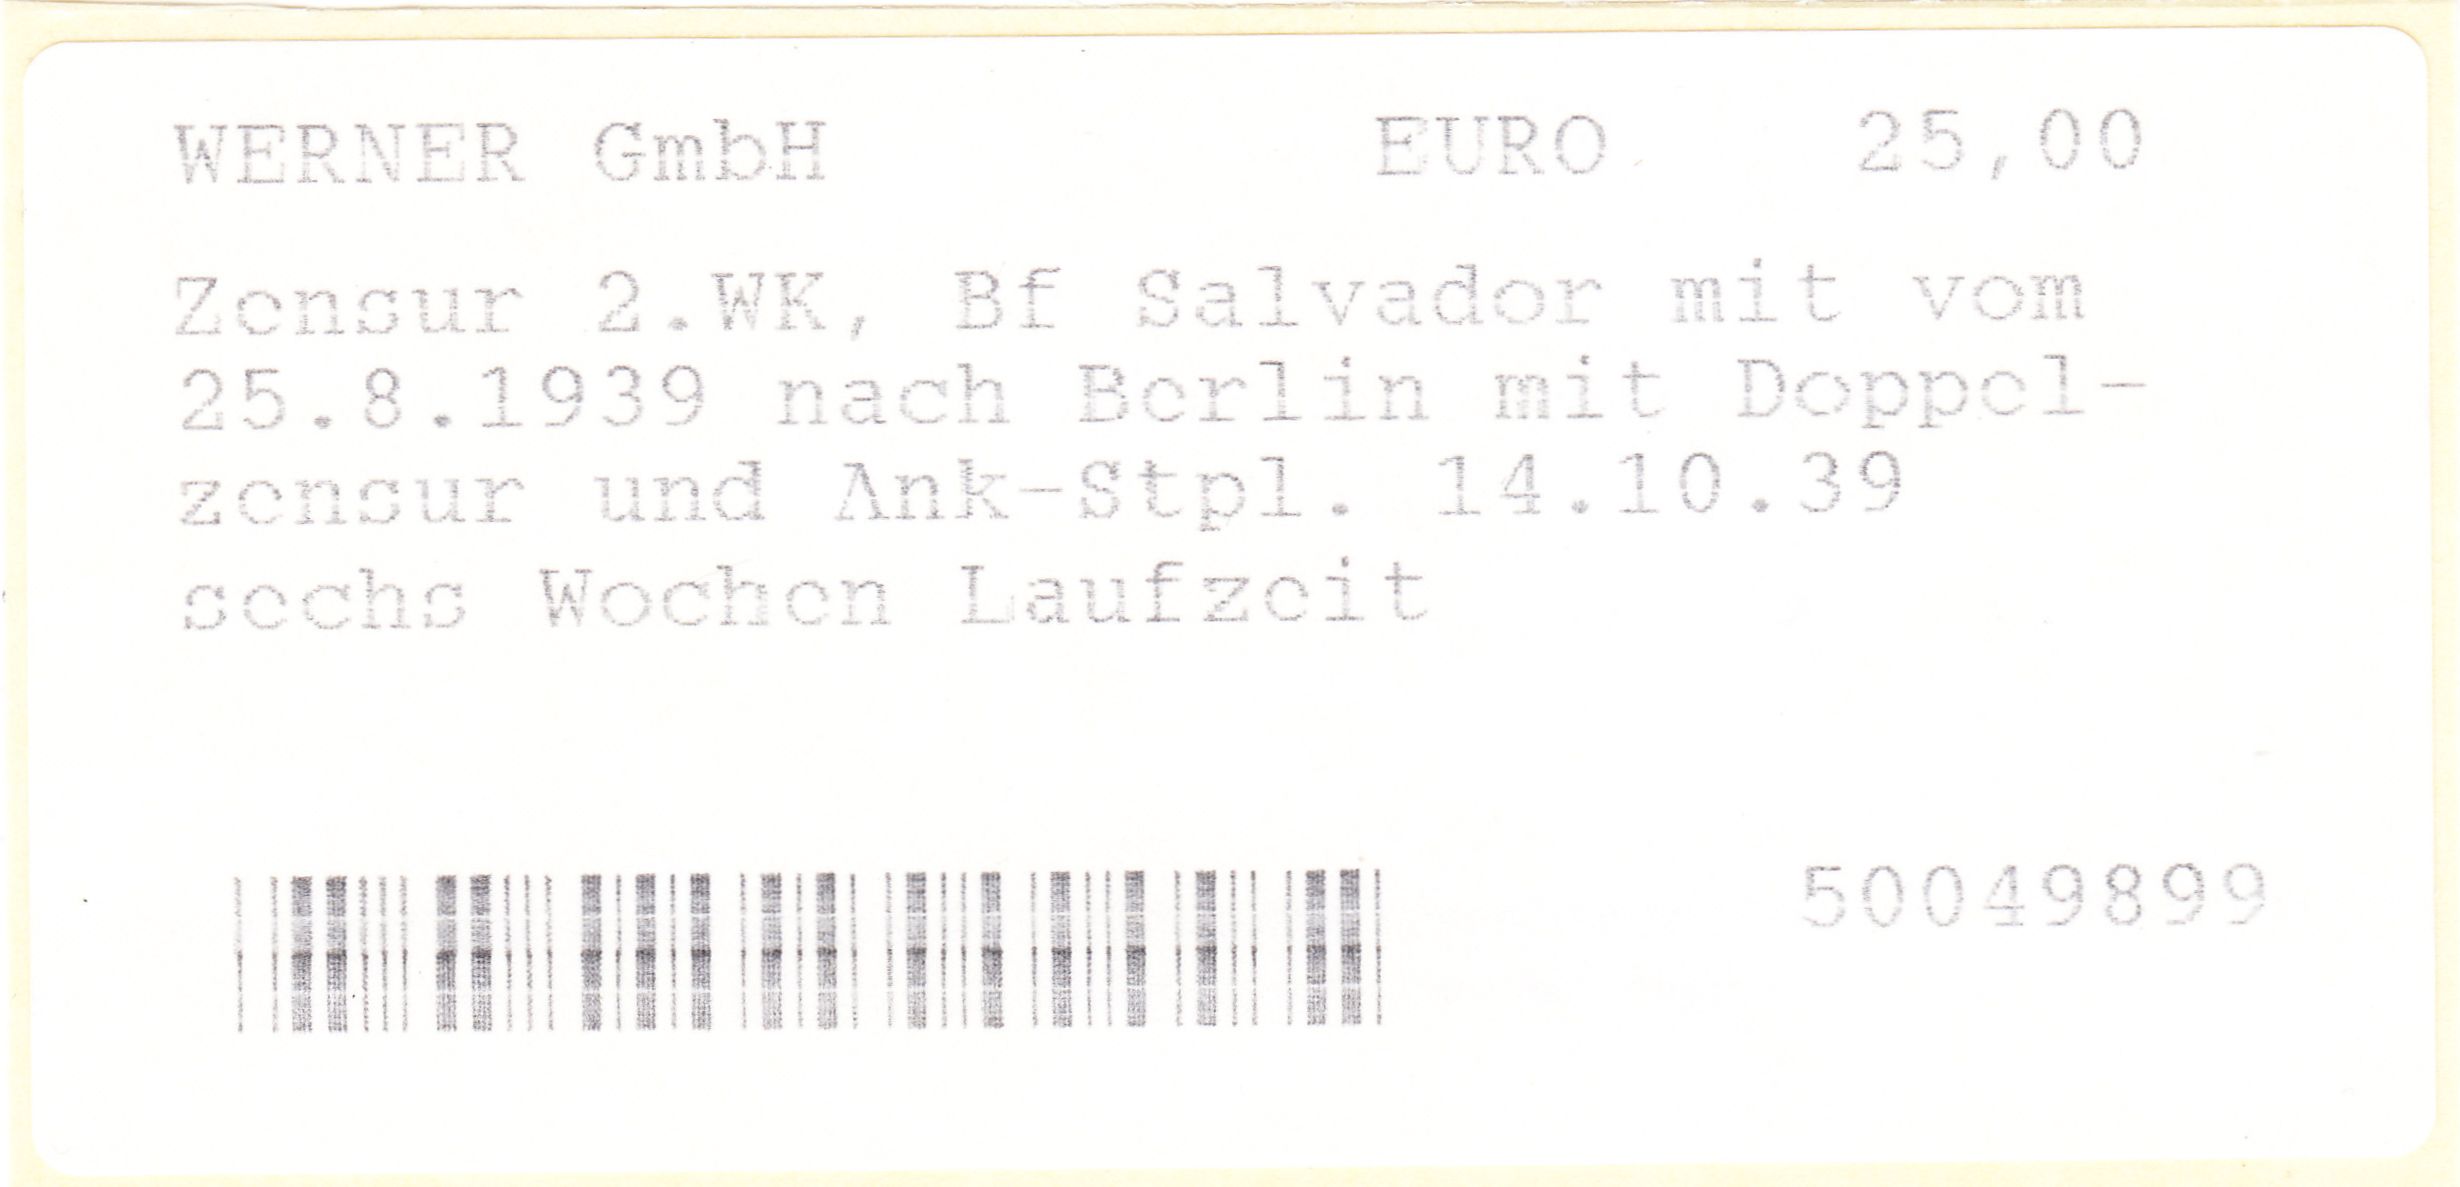 WERNER GmbH EURO 25,00
Zensur 2.WK, Bf Salvador mit vom
25.8.1939 nach Berlin mit Doppel-
zensur und Ank-Stpl. 14.10.39
sechs Wochen Laufzeit
50049899